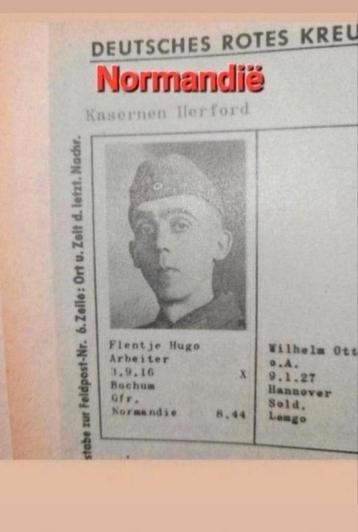 DEUTSCHES ROTES KREU
Normandië
Kasernen Herford
stabe zur Feldpost-Nr. 6. Zeile: Ort u. Zeit d. letzt. Nachr.
Flentje Hugo
Arbeiter
3.9.16 X
Bochum
Gfr.
Normandie 8.44
Wilhelm Ott
o.A.
9.1.27
Hannover
Sold.
Lemgo